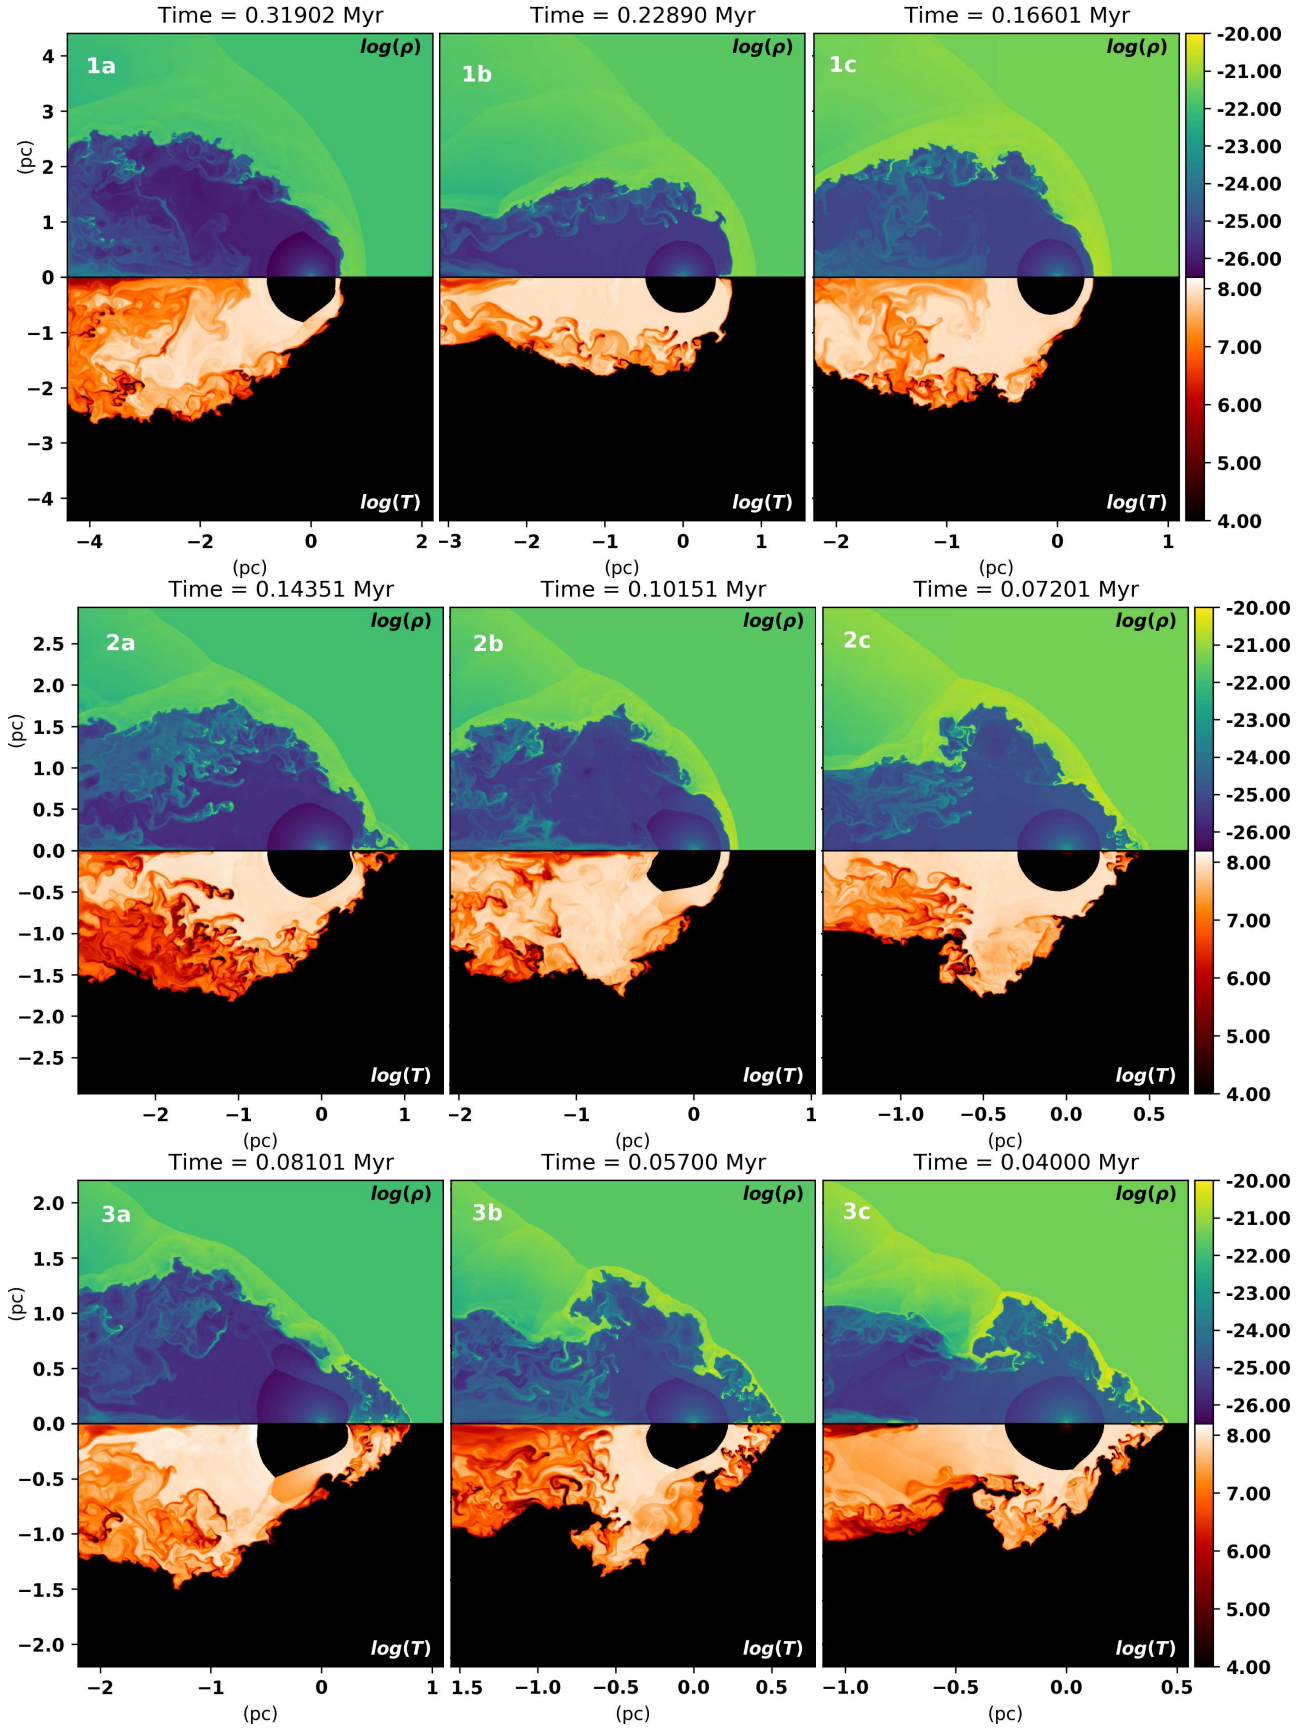 Time = 0.31902 Myr
Time = 0.22890 Myr
Time = 0.16601 Myr
log(ρ)
log(ρ)
log(ρ)
1a
1b
1c
4
3
2
1
0
−1
−2
−3
−4
(pc)
-20.00
-21.00
-22.00
-23.00
-24.00
-25.00
-26.00
8.00
7.00
6.00
5.00
4.00
log(T)
log(T)
log(T)
−4 −2 0 2
−3 −2 −1 0 1
−2 −1 0 1
(pc)
(pc)
(pc)
Time = 0.14351 Myr
Time = 0.10151 Myr
Time = 0.07201 Myr
log(ρ)
log(ρ)
log(ρ)
2a
2b
2c
2.5
2.0
1.5
1.0
0.5
0.0
−0.5
−1.0
−1.5
−2.0
−2.5
(pc)
-20.00
-21.00
-22.00
-23.00
-24.00
-25.00
-26.00
8.00
7.00
6.00
5.00
4.00
log(T)
log(T)
log(T)
−2 −1 0 1
−2 −1 0 1
−1.0 −0.5 0.0 0.5
(pc)
(pc)
(pc)
Time = 0.08101 Myr
Time = 0.05700 Myr
Time = 0.04000 Myr
log(ρ)
log(ρ)
log(ρ)
3a
3b
3c
2.0
1.5
1.0
0.5
0.0
−0.5
−1.0
−1.5
−2.0
(pc)
-20.00
-21.00
-22.00
-23.00
-24.00
-25.00
-26.00
8.00
7.00
6.00
5.00
4.00
log(T)
log(T)
log(T)
−2 −1 0 1
1.5 −1.0 −0.5 0.0 0.5
−1.0 −0.5 0.0 0.5
(pc)
(pc)
(pc)